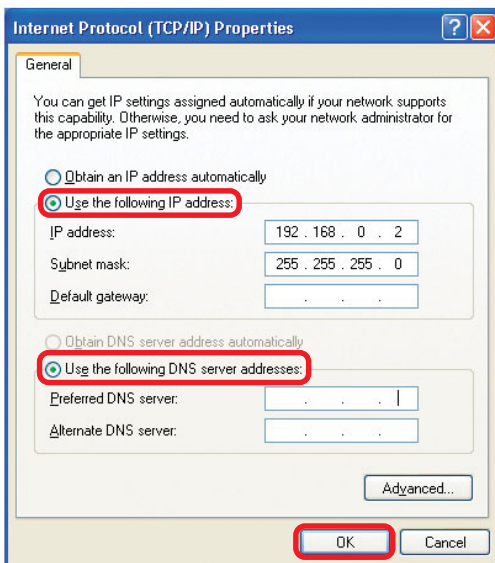 Internet Protocol (TCP/IP) Properties
General
You can get IP settings assigned automatically if your network supports
this capability. Otherwise, you need to ask your network administrator for
the appropriate IP settings.
Obtain an IP address automatically
Use the following IP address:
IP address: 192 . 168 . 0 . 2
Subnet mask: 255 . 255 . 255 . 0
Default gateway: . . .
Obtain DNS server address automatically
Use the following DNS server addresses:
Preferred DNS server: . . .
Alternate DNS server: . . .
Advanced...
OK Cancel